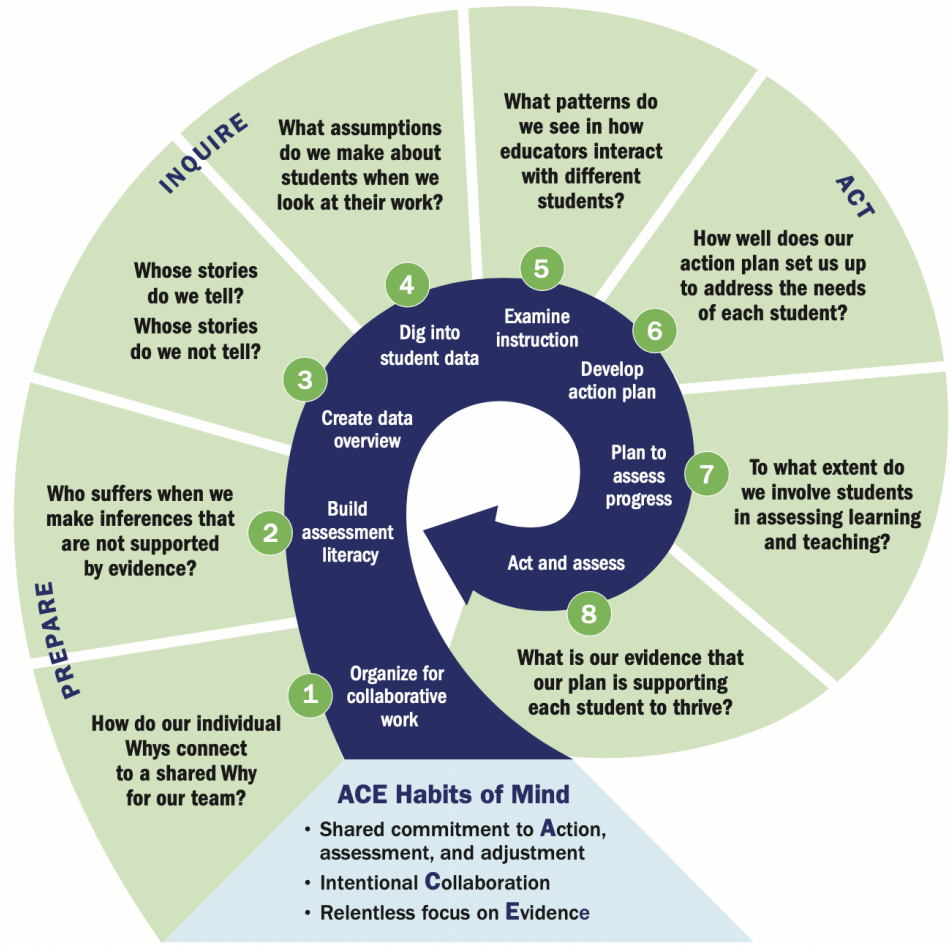 PREPARE
1
Organize for
collaborative
work
How do our individual
Whys connect
to a shared Why
for our team?
2
Build
assessment
literacy
Who suffers when we
make inferences that
are not supported
by evidence?
INQUIRE
3
Create data
overview
Whose stories
do we tell?
Whose stories
do we not tell?
4
Dig into
student data
What assumptions
do we make about
students when we
look at their work?
5
Examine
instruction
What patterns do
we see in how
educators interact
with different
students?
ACT
6
Develop
action plan
How well does our
action plan set us up
to address the needs
of each student?
7
Plan to
assess
progress
To what extent do
we involve students
in assessing learning
and teaching?
8
Act and assess
What is our evidence that
our plan is supporting
each student to thrive?
ACE Habits of Mind
• Shared commitment to Action,
assessment, and adjustment
• Intentional Collaboration
• Relentless focus on Evidence